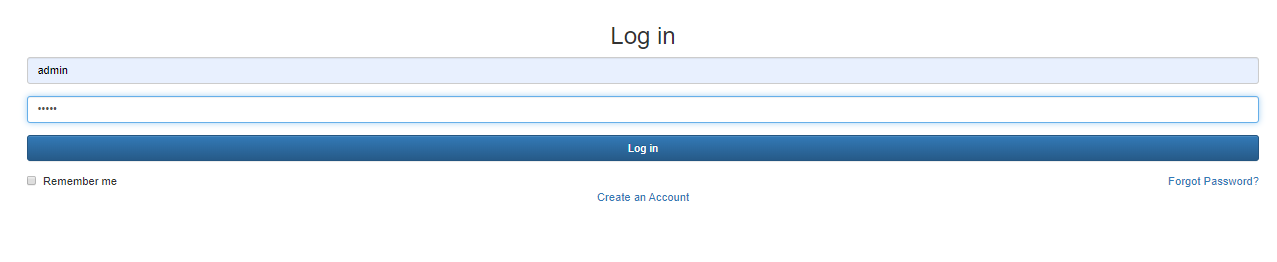 Log in
admin
•••••
Log in
Remember me
Forgot Password?
Create an Account